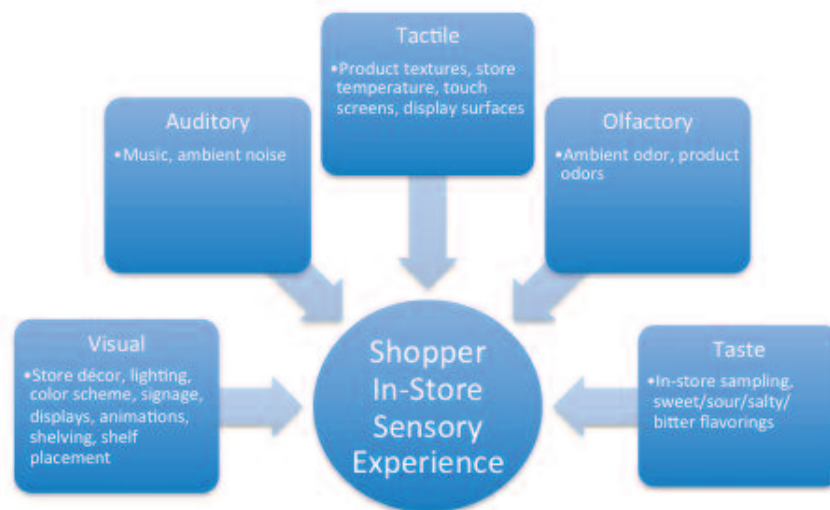 Tactile
•Product textures, store
temperature, touch
screens, display surfaces
Auditory
•Music, ambient noise
Olfactory
•Ambient odor, product
odors
Visual
•Store décor, lighting,
color scheme, signage,
displays, animations,
shelving, shelf
placement
Shopper
In-Store
Sensory
Experience
Taste
•In-store sampling,
sweet/sour/salty/
bitter flavorings